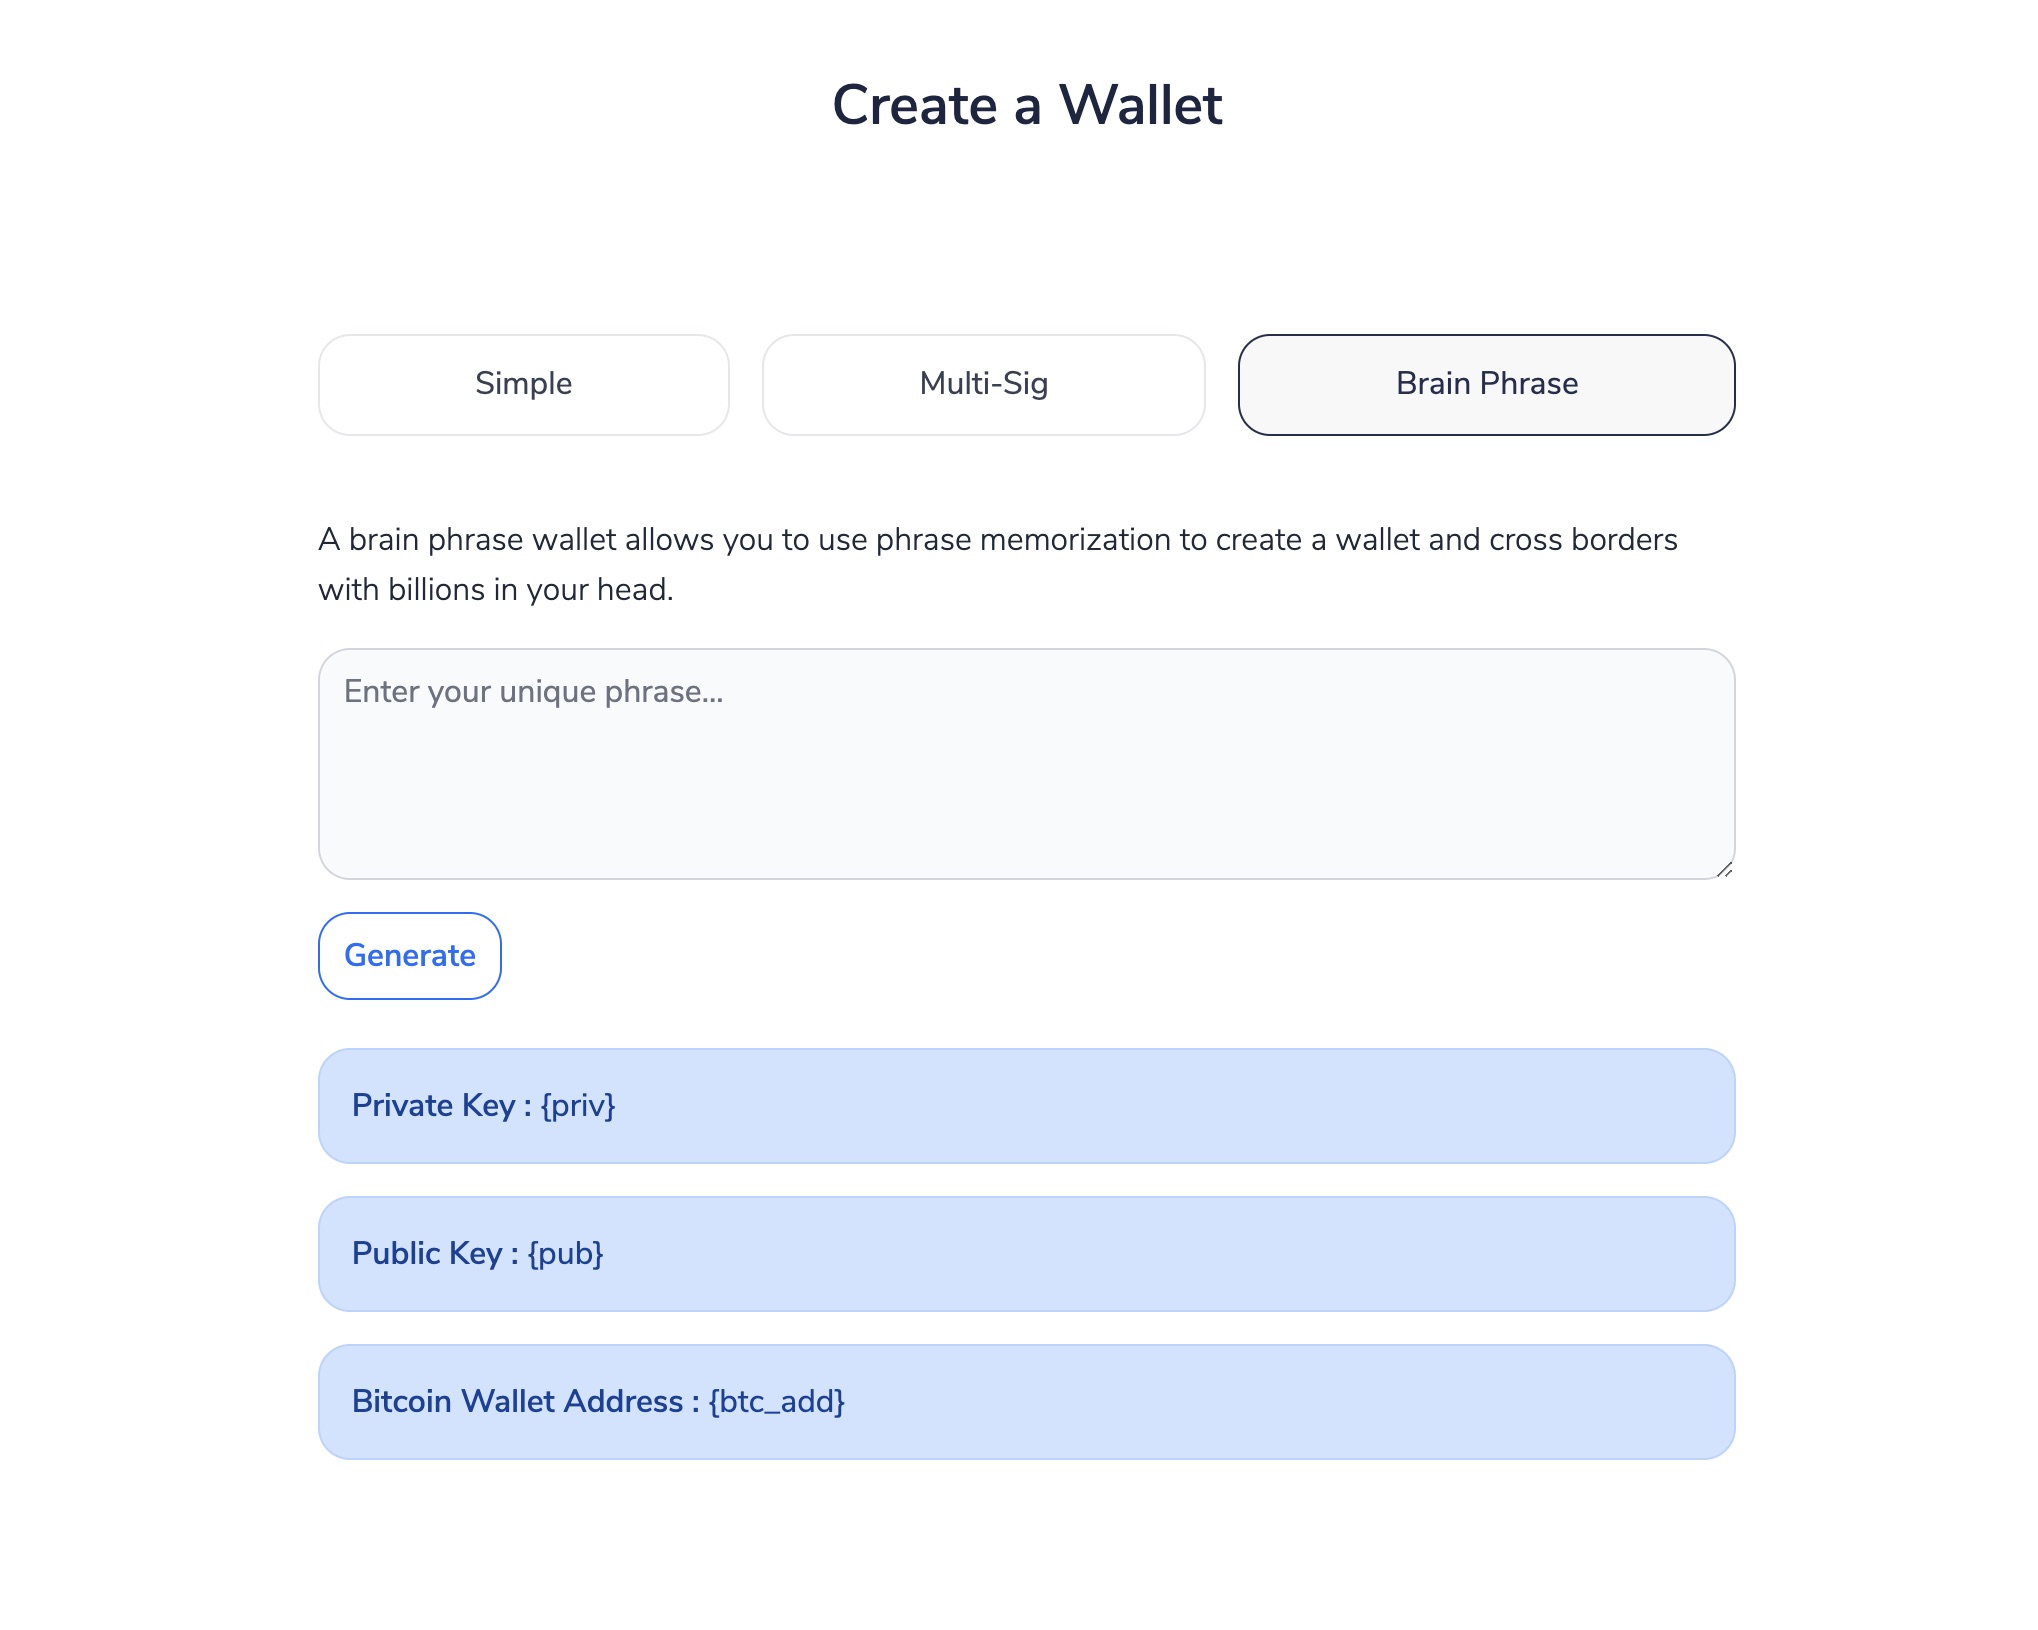 Create a Wallet
Simple
Multi-Sig
Brain Phrase
A brain phrase wallet allows you to use phrase memorization to create a wallet and cross borders
with billions in your head.
Enter your unique phrase...
Generate
Private Key : {priv}
Public Key : {pub}
Bitcoin Wallet Address : {btc_add}